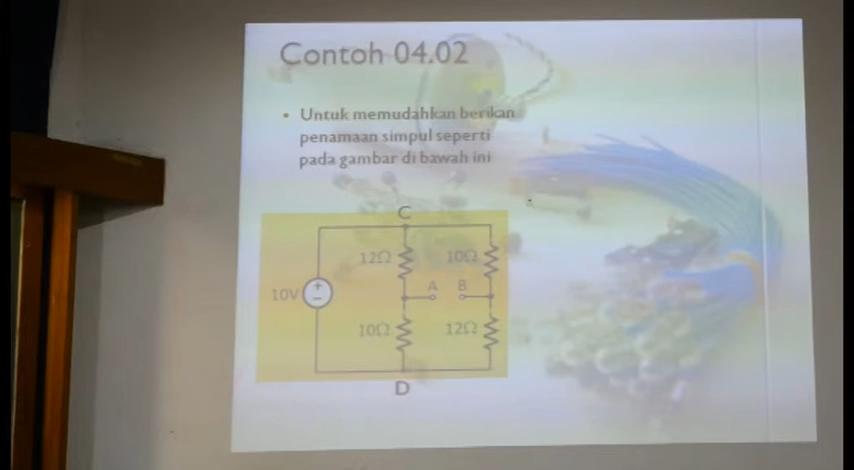 Contoh 04.02
• Untuk memudahkan berikan
penamaan simpul seperti
pada gambar di bawah ini
C
12Ω 10Ω
10V + − A B
10Ω 12Ω
D